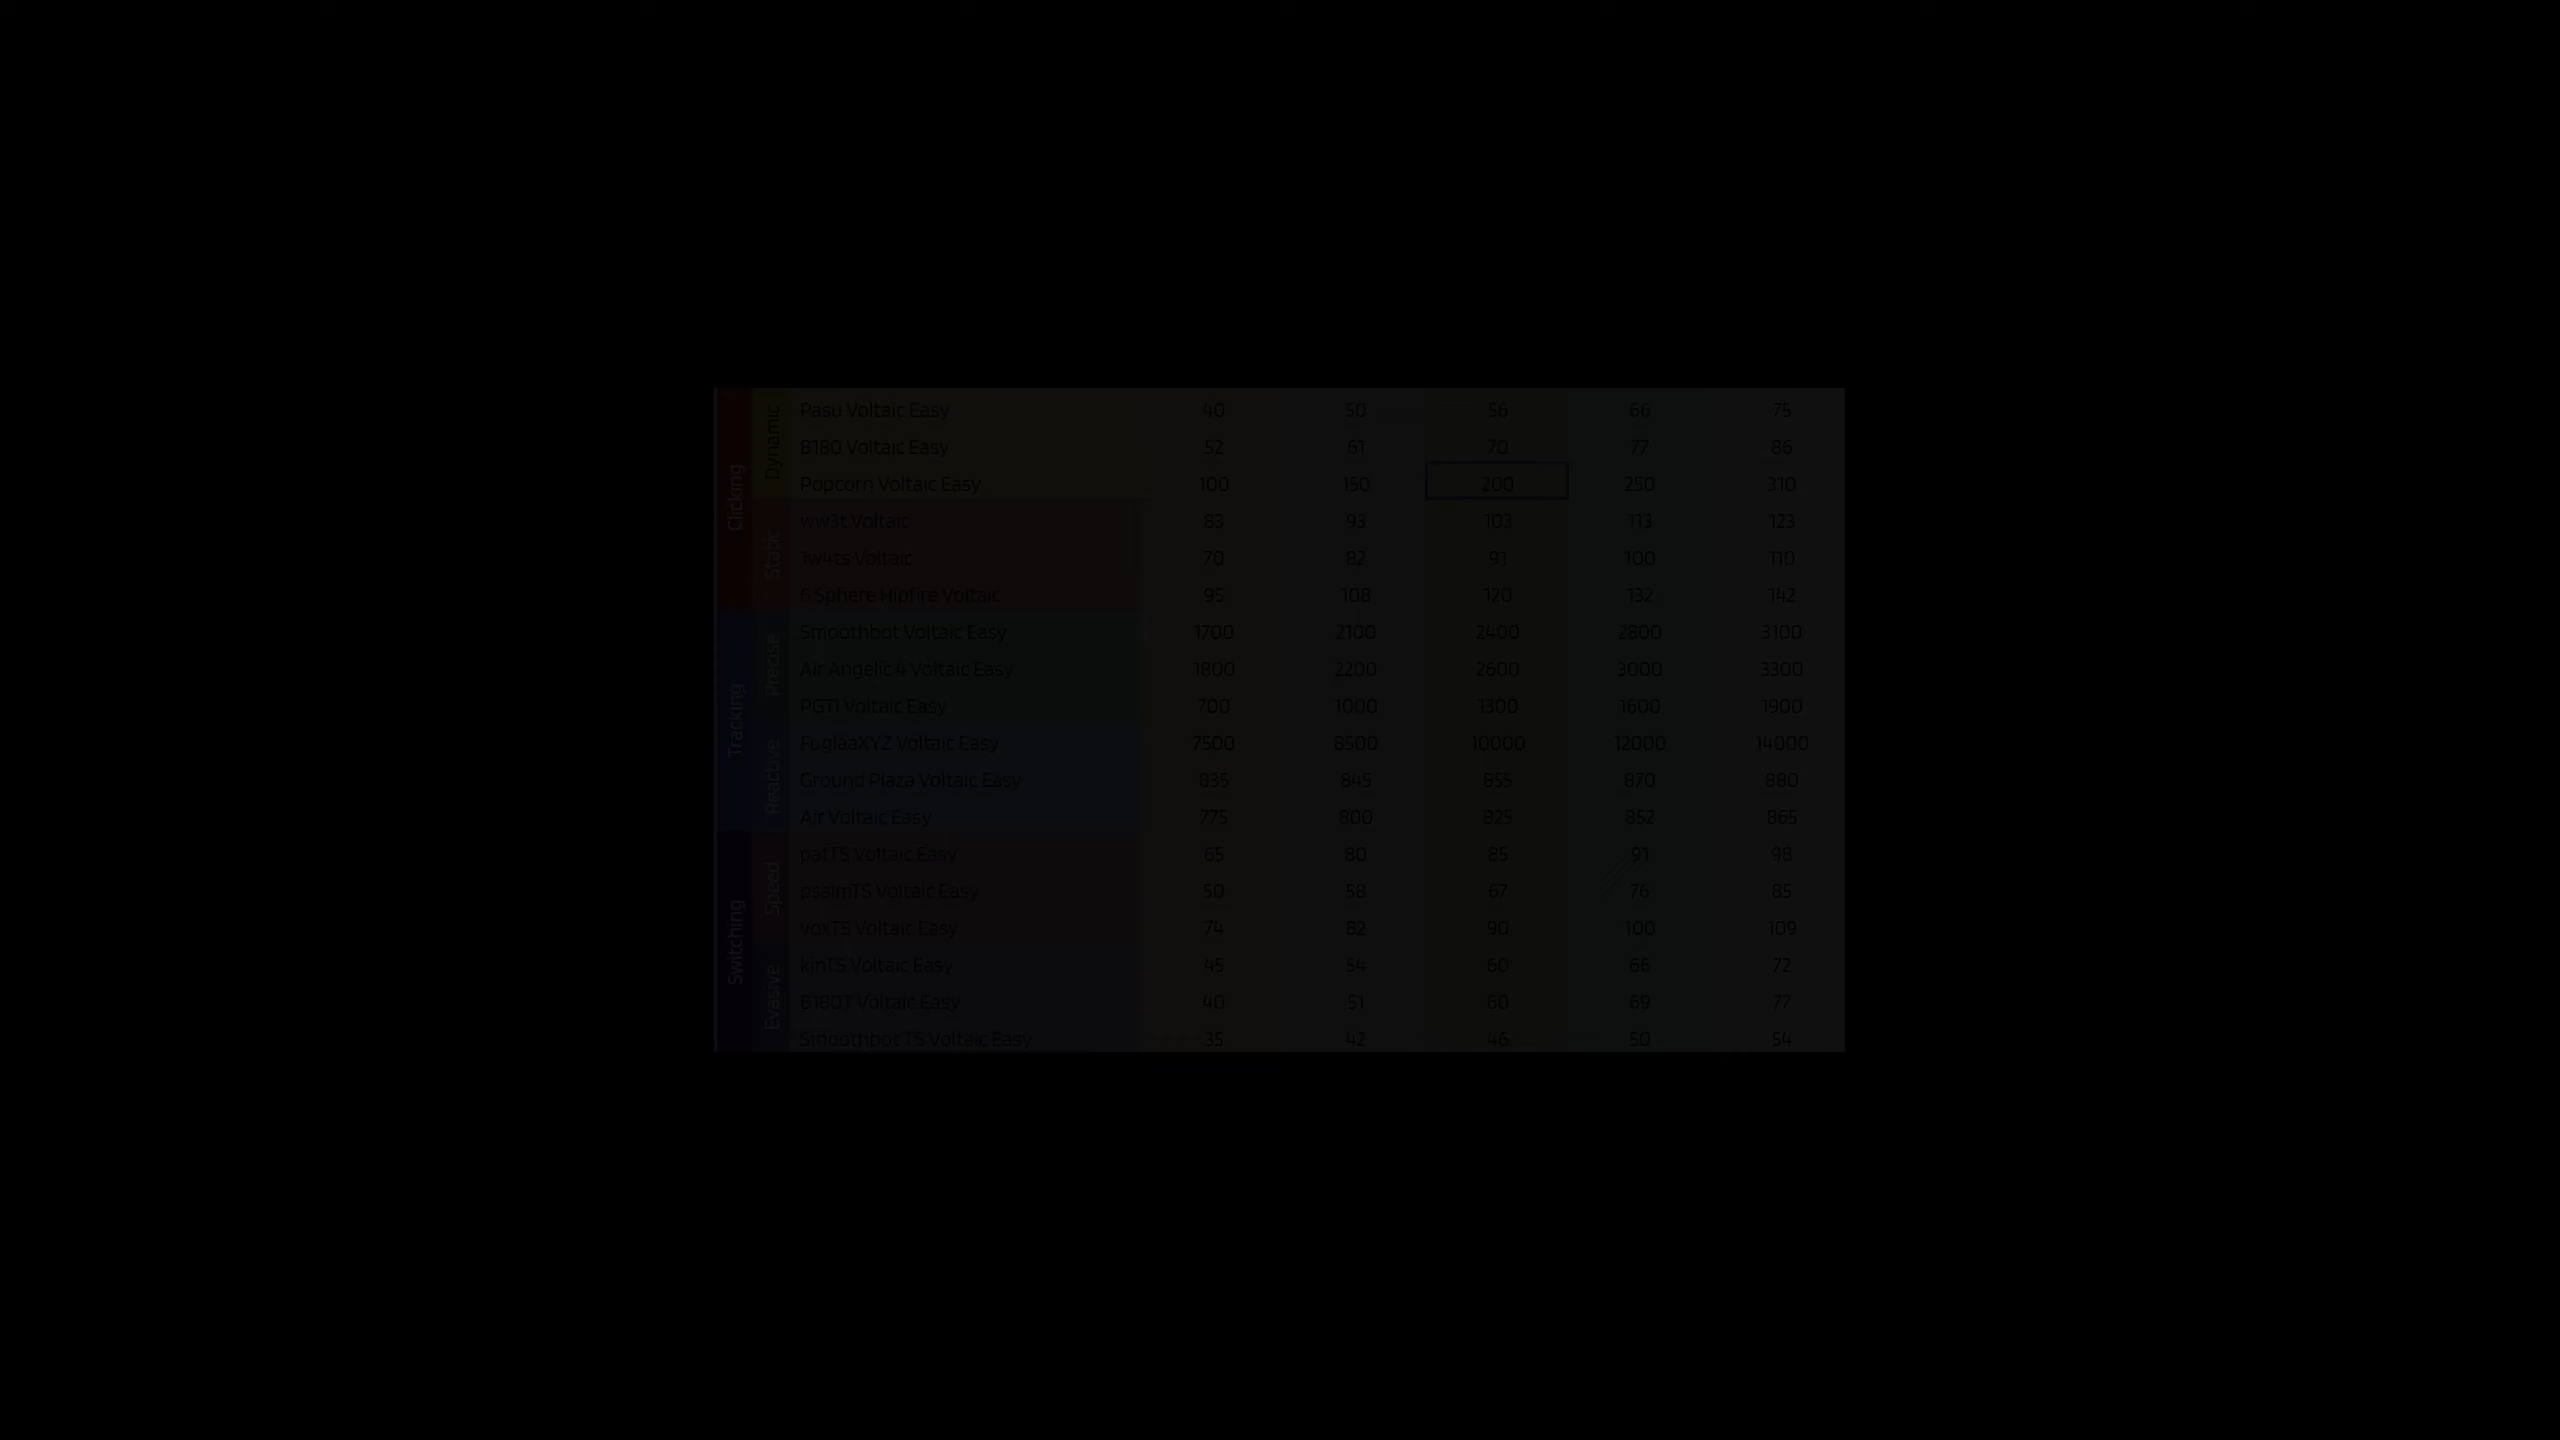 Clicking
Dynamic
Pasu Voltaic Easy 40 50 56 66 75
B180 Voltaic Easy 52 61 70 77 86
Popcorn Voltaic Easy 100 150 200 250 310
Static
ww3t Voltaic 83 93 103 113 123
1w4ts Voltaic 70 82 91 100 110
6 Sphere Hipfire Voltaic 95 108 120 132 142
Tracking
Precise
Smoothbot Voltaic Easy 1700 2100 2400 2800 3100
Air Angelic 4 Voltaic Easy 1800 2200 2600 3000 3300
PGTI Voltaic Easy 700 1000 1300 1600 1900
Reactive
FuglaaXYZ Voltaic Easy 7500 8500 10000 12000 14000
Ground Plaza Voltaic Easy 835 845 855 870 880
Air Voltaic Easy 775 800 825 852 865
Switching
Speed
patTS Voltaic Easy 65 80 85 91 98
psalmTS Voltaic Easy 50 58 67 76 85
voxTS Voltaic Easy 74 82 90 100 109
Evasive
kinTS Voltaic Easy 45 54 60 66 72
B180T Voltaic Easy 40 51 60 69 77
Smoothbot TS Voltaic Easy 35 42 46 50 54